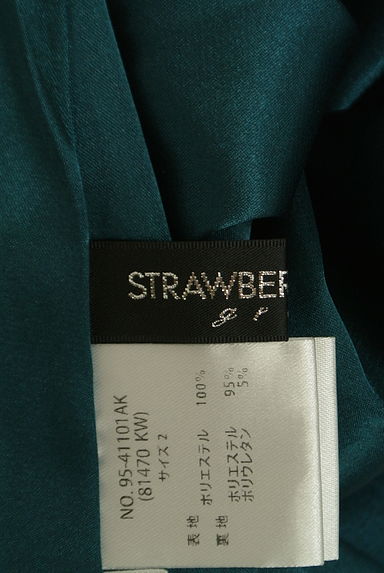 STRAWBER
g r
NO. 95-41101AK
(81470 KW)
サイズ 2
表地 ポリエステル 100%
裏地 ポリエステル 95%
ポリウレタン 5%